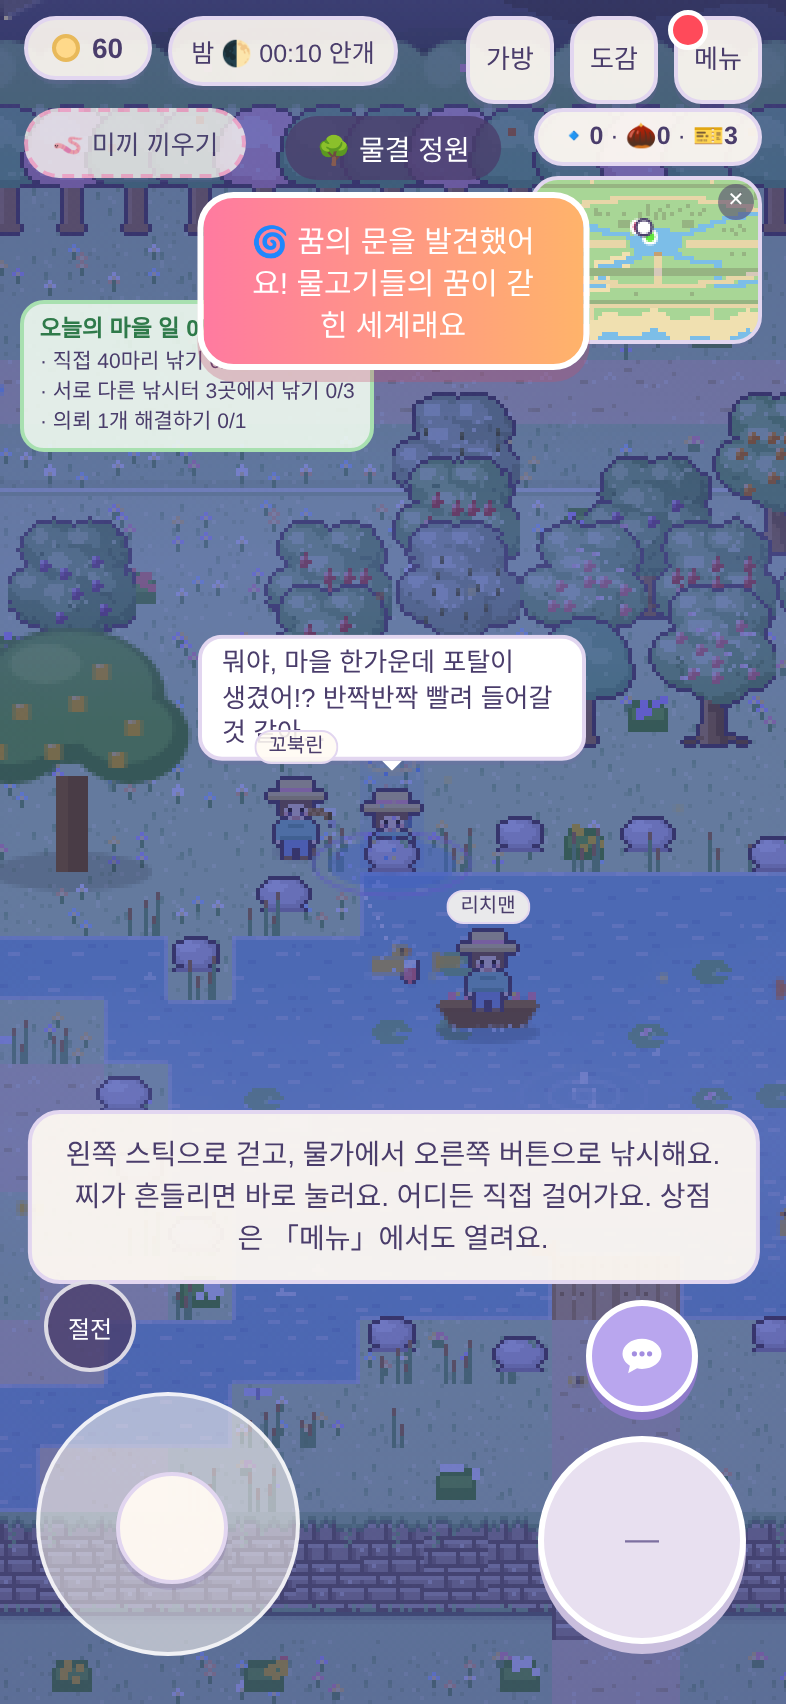 60
밤 🌓 00:10 안개
가방
도감
메뉴
미끼 끼우기
물결 정원
0 · 0 · 3
🌀 꿈의 문을 발견했어
요! 물고기들의 꿈이 갇
힌 세계래요
오늘의 마을 일 0
· 직접 40마리 낚기
· 서로 다른 낚시터 3곳에서 낚기 0/3
· 의뢰 1개 해결하기 0/1
뭐야, 마을 한가운데 포탈이
생겼어!? 반짝반짝 빨려 들어갈
것 같아
꼬북린
리치맨
왼쪽 스틱으로 걷고, 물가에서 오른쪽 버튼으로 낚시해요.
찌가 흔들리면 바로 눌러요. 어디든 직접 걸어가요. 상점
은 「메뉴」에서도 열려요.
절전
—